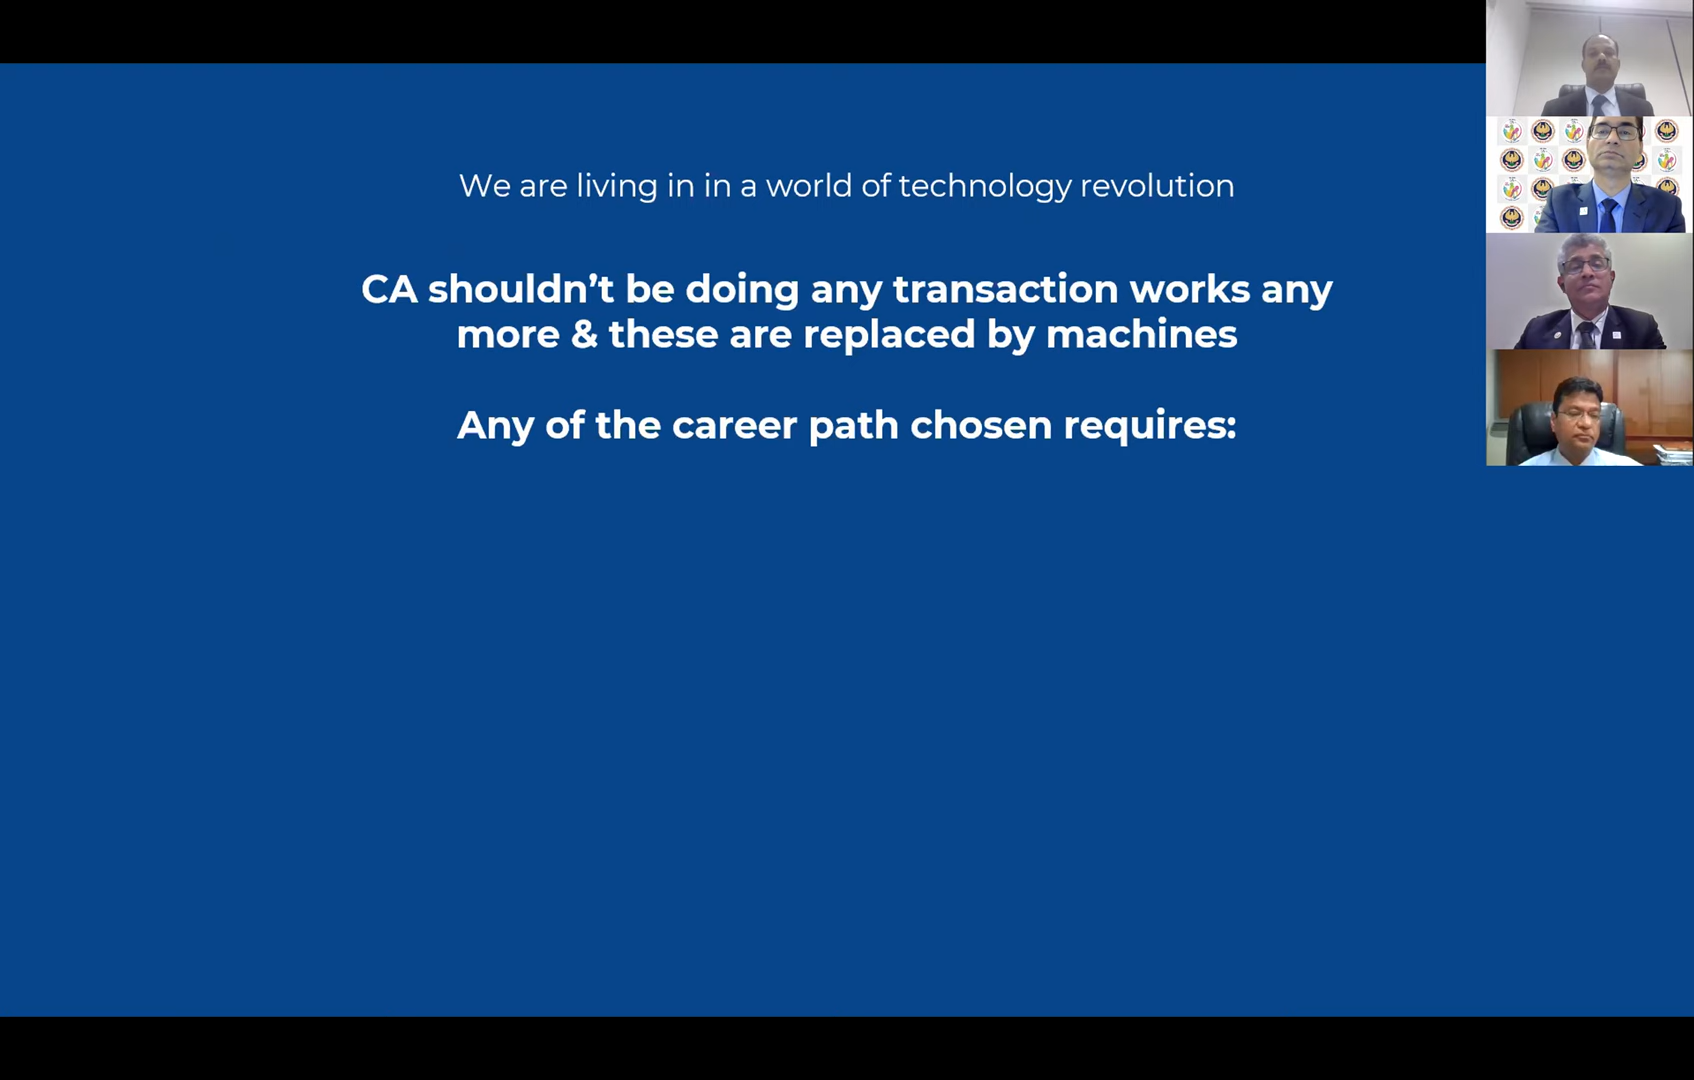 We are living in in a world of technology revolution
CA shouldn’t be doing any transaction works any
more & these are replaced by machines
Any of the career path chosen requires: